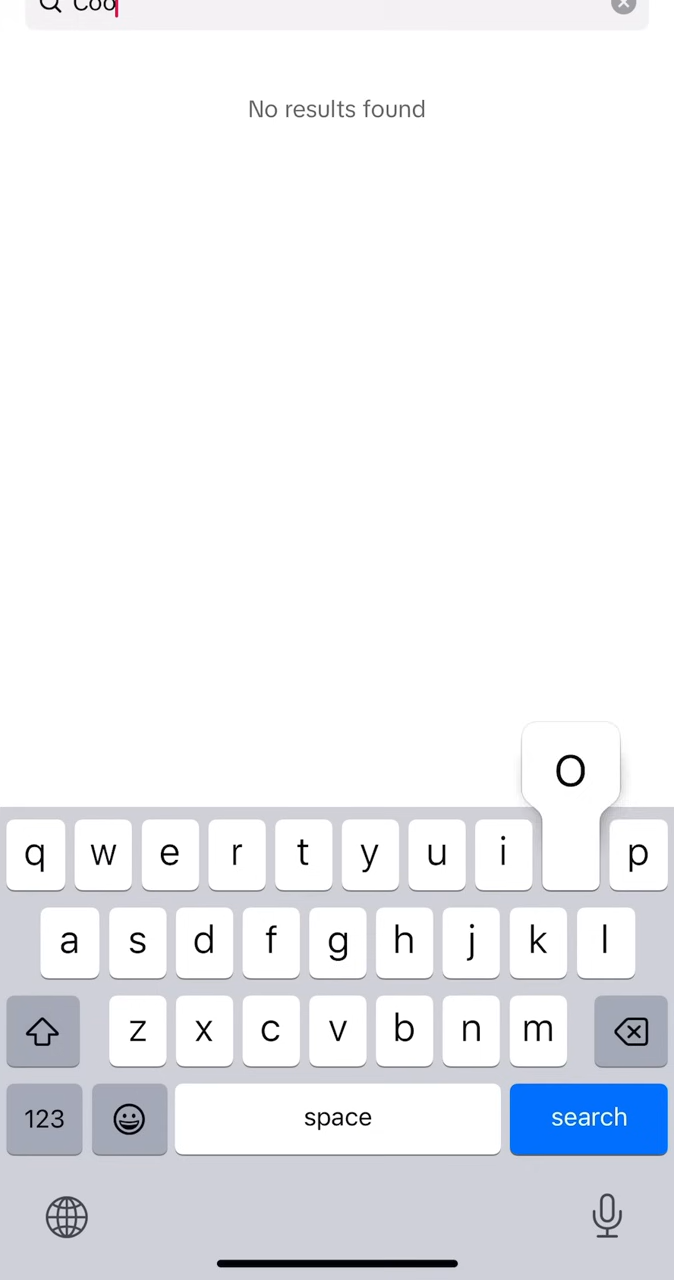 Coo
No results found
O
q w e r t y u i p
a s d f g h j k l
z x c v b n m
123 space search